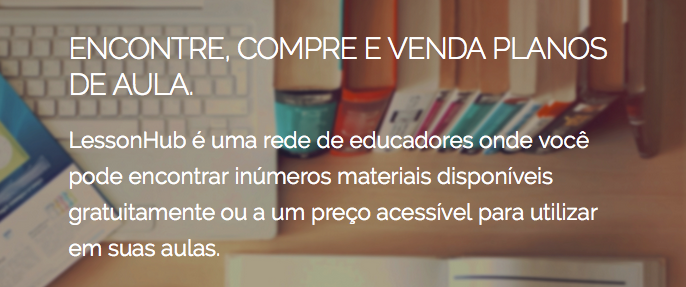 ENCONTRE, COMPRE E VENDA PLANOS
DE AULA.
LessonHub é uma rede de educadores onde você
pode encontrar inúmeros materiais disponíveis
gratuitamente ou a um preço acessível para utilizar
em suas aulas.